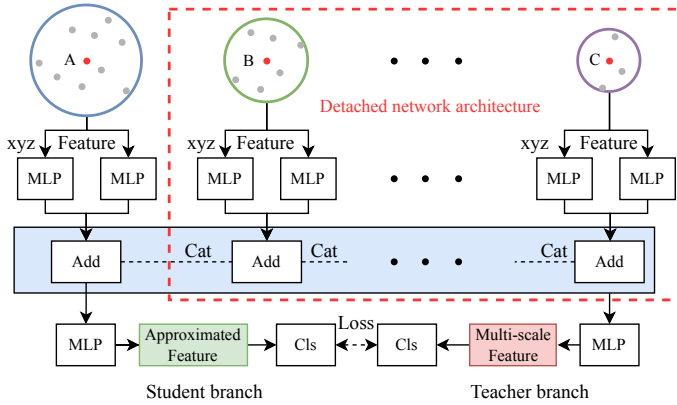 A
B
C
Detached network architecture
xyz
Feature
xyz
Feature
xyz
Feature
MLP
MLP
MLP
MLP
MLP
MLP
Cat
Cat
Cat
Add
Add
Add
Loss
MLP
Approximated
Feature
Cls
Cls
Multi-scale
Feature
MLP
Student branch
Teacher branch